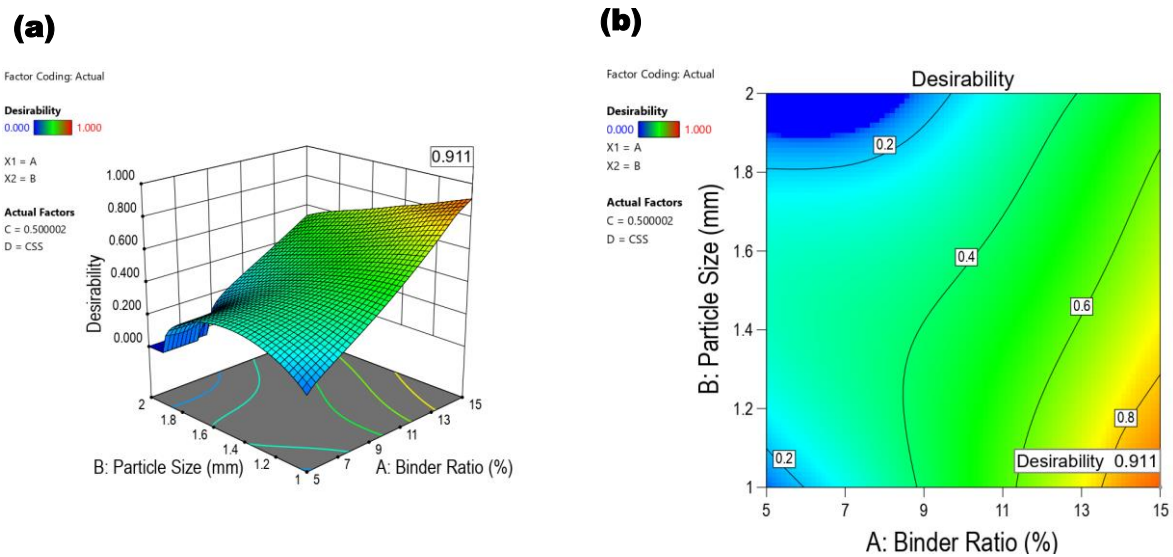 (a)
Factor Coding: Actual
Desirability
0.000 1.000
X1 = A
X2 = B
Actual Factors
C = 0.500002
D = CSS
0.911
1.000
0.800
0.600
0.400
0.200
0.000
Desirability
2
1.8
1.6
1.4
1.2
1
5
7
9
11
13
15
B: Particle Size (mm)
A: Binder Ratio (%)
(b)
Factor Coding: Actual
Desirability
0.000 1.000
X1 = A
X2 = B
Actual Factors
C = 0.500002
D = CSS
Desirability
2
1.8
1.6
1.4
1.2
1
B: Particle Size (mm)
0.2
0.4
0.6
0.8
0.2
Desirability 0.911
5 7 9 11 13 15
A: Binder Ratio (%)